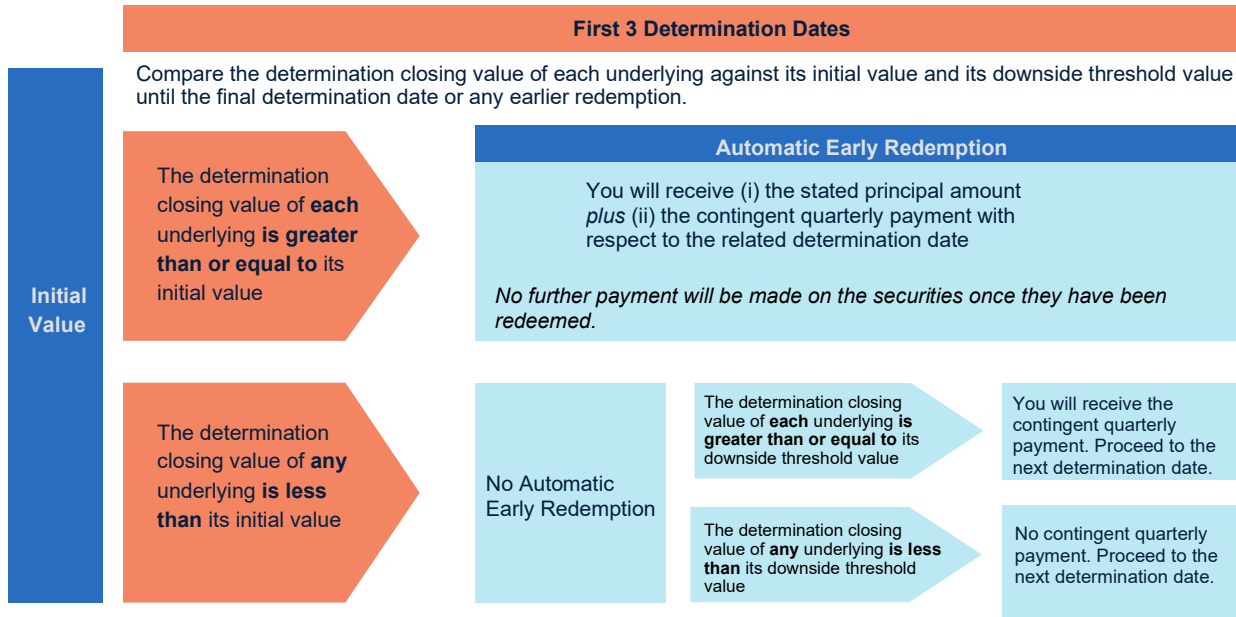 First 3 Determination Dates
Compare the determination closing value of each underlying against its initial value and its downside threshold value
until the final determination date or any earlier redemption.
Initial
Value
The determination
closing value of each
underlying is greater
than or equal to its
initial value
Automatic Early Redemption
You will receive (i) the stated principal amount
plus (ii) the contingent quarterly payment with
respect to the related determination date
No further payment will be made on the securities once they have been
redeemed.
The determination
closing value of any
underlying is less
than its initial value
No Automatic
Early Redemption
The determination closing
value of each underlying is
greater than or equal to its
downside threshold value
You will receive the
contingent quarterly
payment. Proceed to the
next determination date.
The determination closing
value of any underlying is less
than its downside threshold
value
No contingent quarterly
payment. Proceed to the
next determination date.